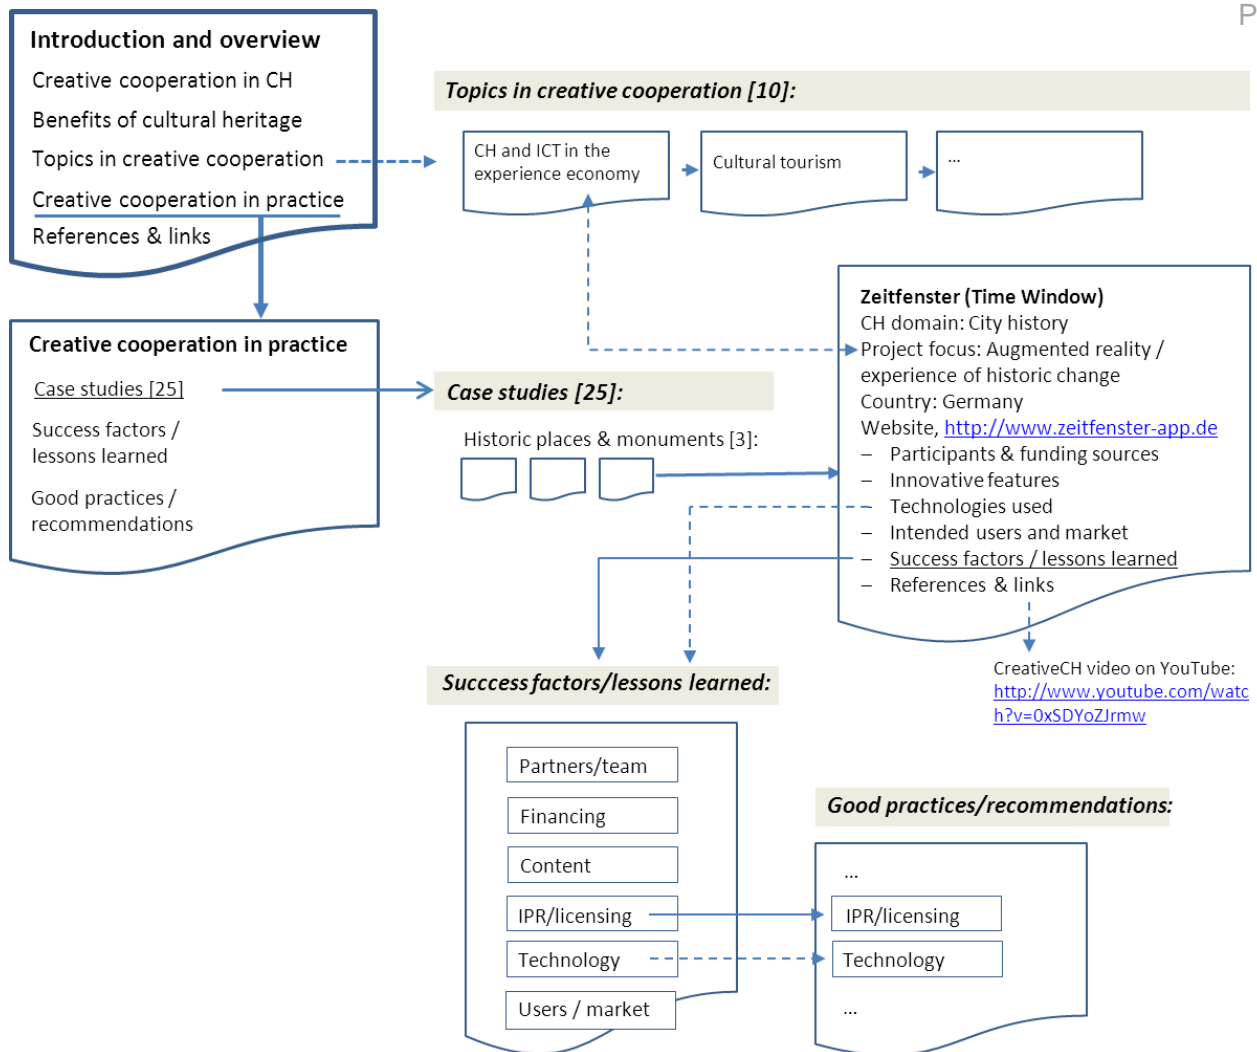 P
Introduction and overview
Creative cooperation in CH
Benefits of cultural heritage
Topics in creative cooperation
Creative cooperation in practice
References & links
Topics in creative cooperation [10]:
CH and ICT in the
experience economy
Cultural tourism
...
Creative cooperation in practice
Case studies [25]
Success factors /
lessons learned
Good practices /
recommendations
Case studies [25]:
Historic places & monuments [3]:
Zeitfenster (Time Window)
CH domain: City history
Project focus: Augmented reality /
experience of historic change
Country: Germany
Website, http://www.zeitfenster-app.de
– Participants & funding sources
– Innovative features
– Technologies used
– Intended users and market
– Success factors / lessons learned
– References & links
CreativeCH video on YouTube:
http://www.youtube.com/watc
h?v=0xSDYoZJrmw
Succcess factors/lessons learned:
Partners/team
Financing
Content
IPR/licensing
Technology
Users / market
Good practices/recommendations:
...
IPR/licensing
Technology
...